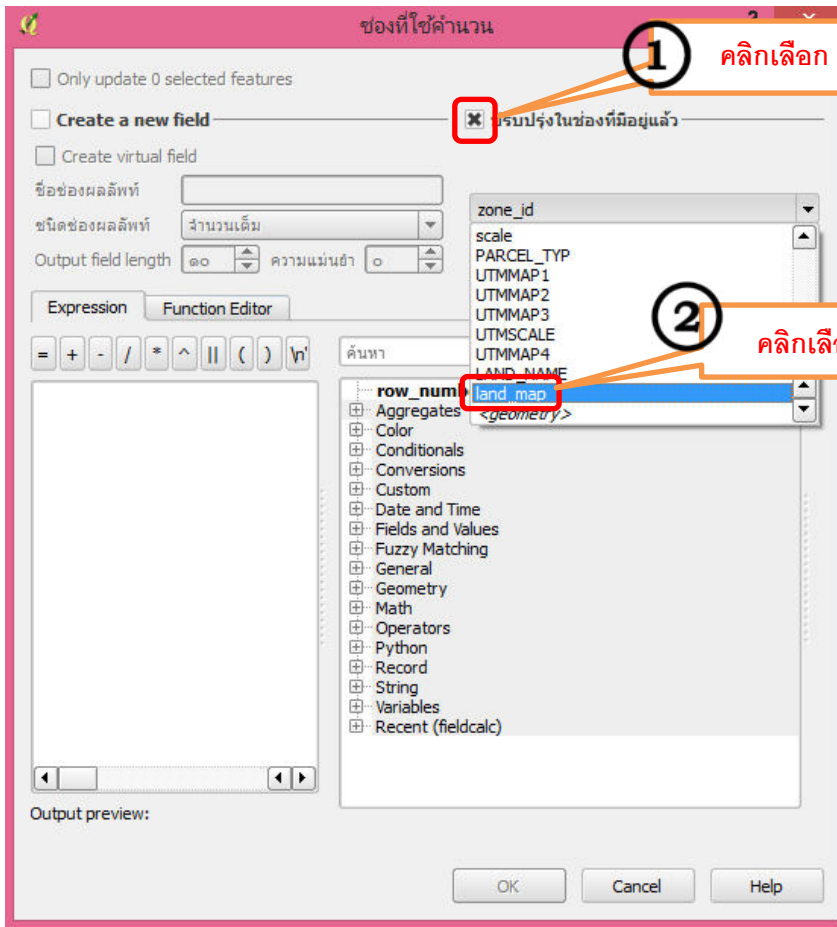 ช่องที่ใช้คำนวน
1 คลิกเลือก
Only update 0 selected features
Create a new field
ปรับปรุ่งในช่องที่มีอยู่แล้ว
Create virtual field
ชื่อช่องผลลัพท์
ชนิดช่องผลลัพท์ จำนวนเต็ม
Output field length ๑๐ ความแม่นยำ ๐
zone_id
scale
PARCEL_TYP
UTMMAP1
UTMMAP2
UTMMAP3
UTMSCALE
UTMMAP4
LAND_NAME
land_map
<geometry>
2
Expression Function Editor
= + - / * ^ || ( ) \n'
ค้นหา
Aggregates
Color
Conditionals
Conversions
Custom
Date and Time
Fields and Values
Fuzzy Matching
General
Geometry
Math
Operators
Python
Record
String
Variables
Recent (fieldcalc)
Output preview:
OK Cancel Help